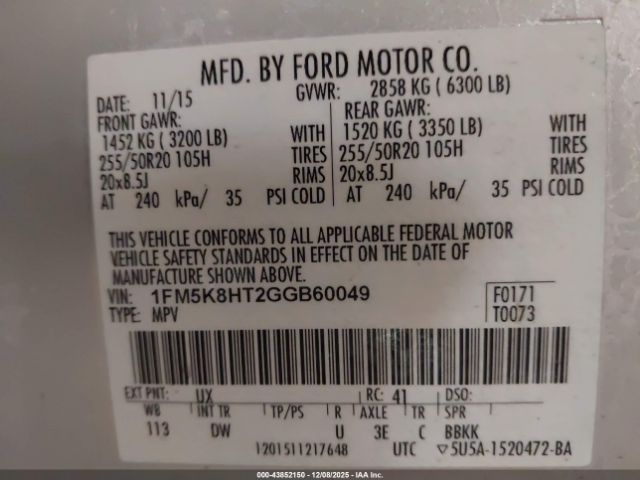 MFD. BY FORD MOTOR CO.
DATE: 11/15 GVWR: 2858 KG ( 6300 LB)
FRONT GAWR: REAR GAWR:
1452 KG ( 3200 LB) WITH 1520 KG ( 3350 LB) WITH
255/50R20 105H TIRES 255/50R20 105H TIRES
20x8.5J RIMS 20x8.5J RIMS
AT 240 kPa/ 35 PSI COLD AT 240 kPa/ 35 PSI COLD
THIS VEHICLE CONFORMS TO ALL APPLICABLE FEDERAL MOTOR
VEHICLE SAFETY STANDARDS IN EFFECT ON THE DATE OF
MANUFACTURE SHOWN ABOVE.
VIN: 1FM5K8HT2GGB60049 F0171
TYPE: MPV T0073
EXT PNT: UX RC: 41 DSO:
WB INT TR TP/PS R AXLE TR SPR
113 DW U 3E C BBKK
1201511217648 UTC ▽5U5A-1520472-BA
000-43852150 - 12/08/2025 - IAAI.COM